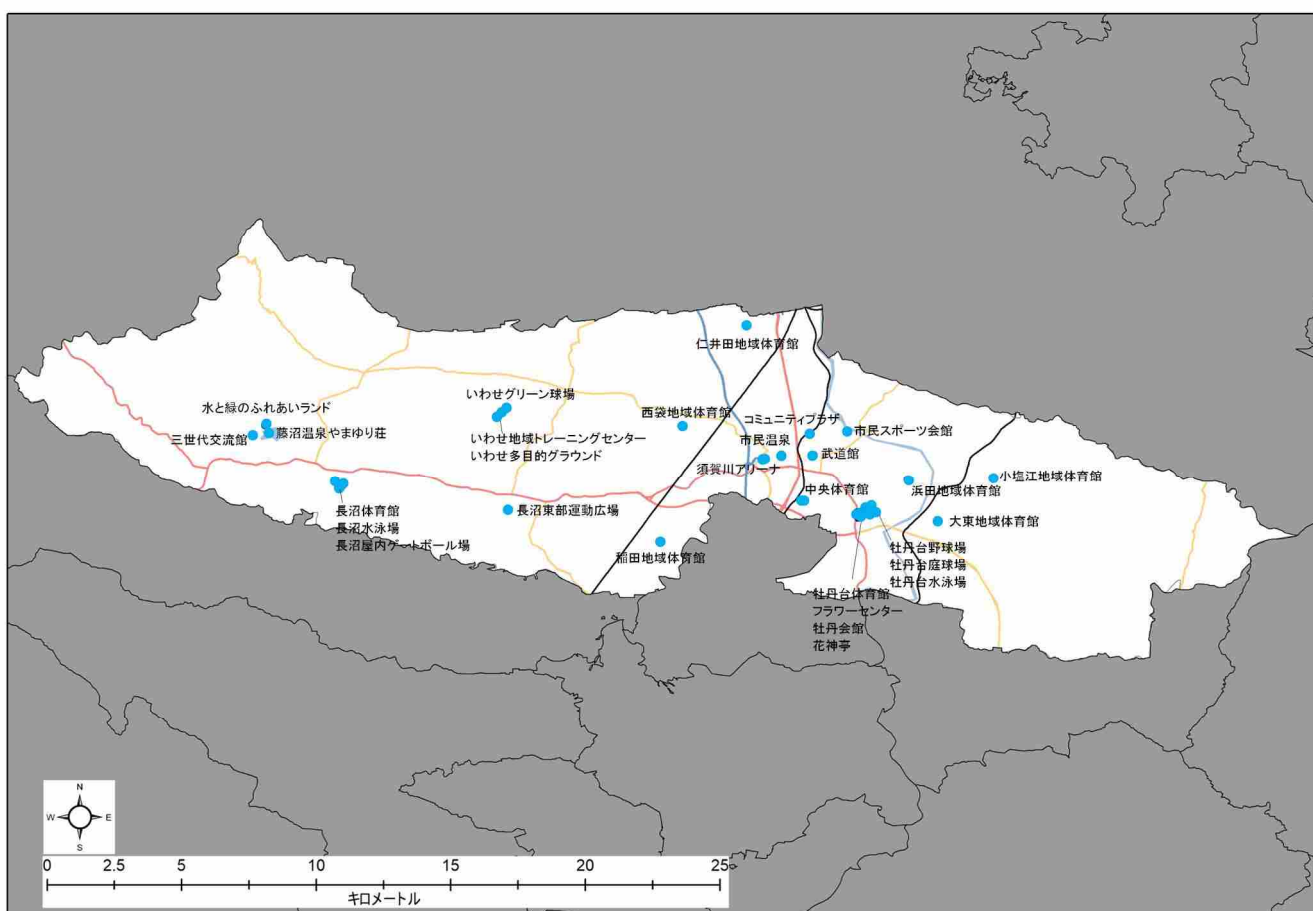 仁井田地域体育館
いわせグリーン球場
水と緑のふれあいランド
西袋地域体育館
コミュニティプラザ
三世代交流館
藤沼温泉やまゆり荘
いわせ地域トレーニングセンター
いわせ多目的グラウンド
市民温泉
市民スポーツ会館
武道館
須賀川アリーナ
小塩江地域体育館
中央体育館
浜田地域体育館
長沼体育館
長沼水泳場
長沼屋内ゲートボール場
長沼東部運動広場
大東地域体育館
稲田地域体育館
牡丹台野球場
牡丹台庭球場
牡丹台水泳場
牡丹台体育館
フラワーセンター
牡丹会館
花神亭
N
W E
S
0 2.5 5 10 15 20 25
キロメートル